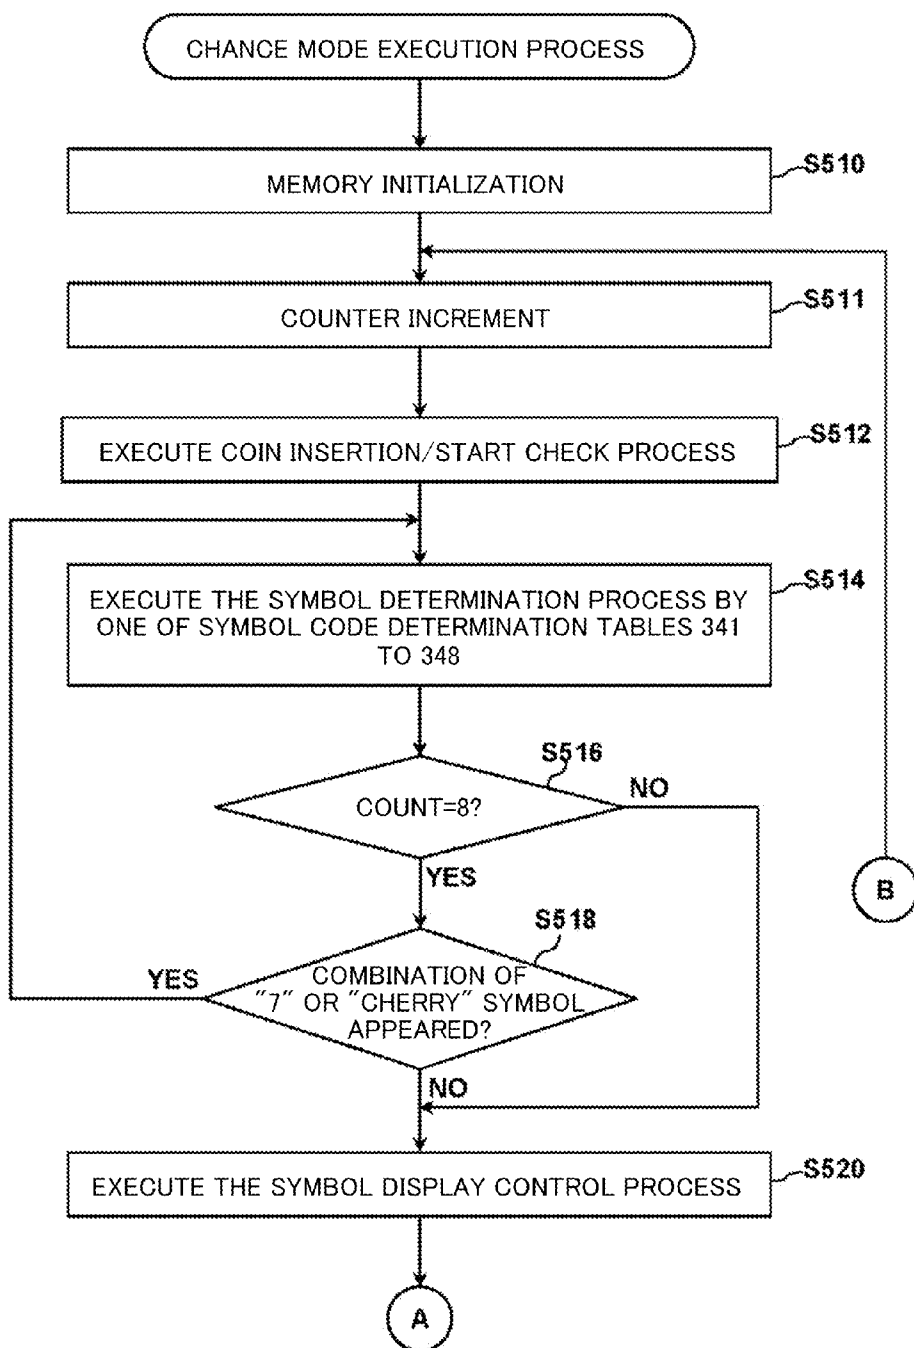 CHANCE MODE EXECUTION PROCESS
MEMORY INITIALIZATION
S510
COUNTER INCREMENT
S511
EXECUTE COIN INSERTION/START CHECK PROCESS
S512
EXECUTE THE SYMBOL DETERMINATION PROCESS BY
ONE OF SYMBOL CODE DETERMINATION TABLES 341
TO 348
S514
COUNT=8?
S516
NO
YES
B
COMBINATION OF
"7" OR "CHERRY" SYMBOL
APPEARED?
S518
YES
NO
EXECUTE THE SYMBOL DISPLAY CONTROL PROCESS
S520
A